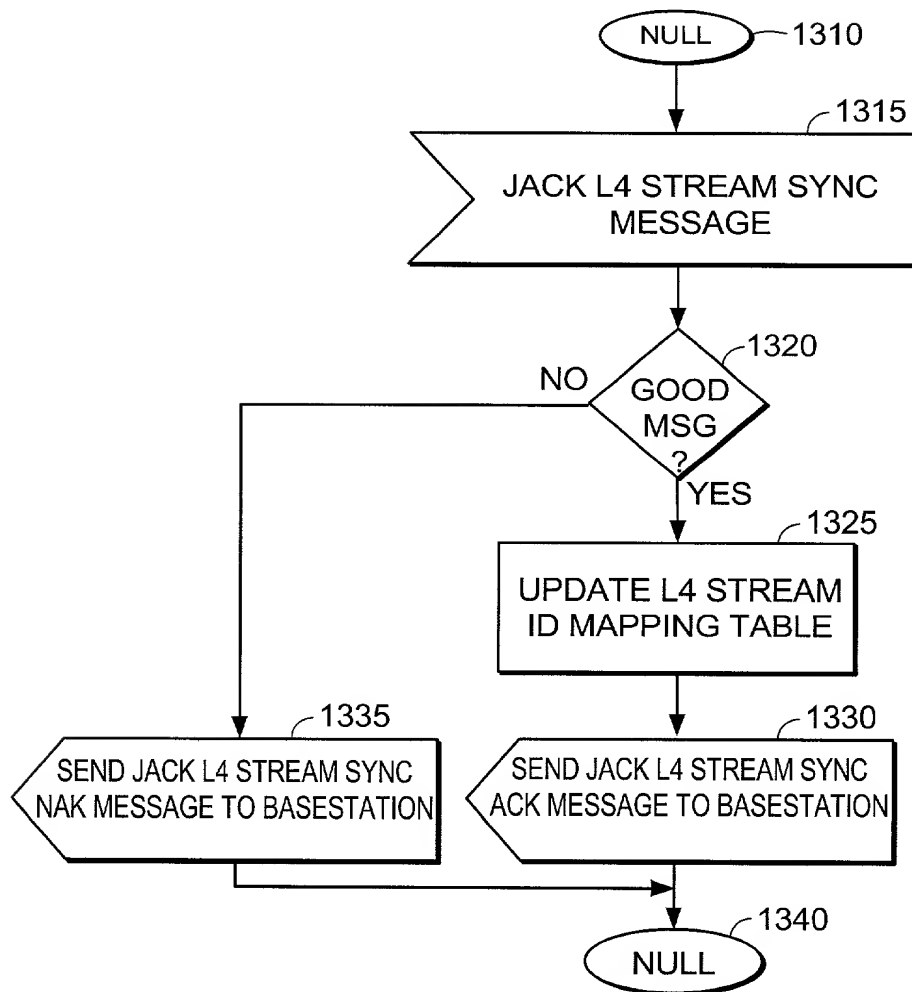 NULL
1310
1315
JACK L4 STREAM SYNC
MESSAGE
1320
NO
GOOD
MSG
?
YES
1325
UPDATE L4 STREAM
ID MAPPING TABLE
1335
SEND JACK L4 STREAM SYNC
NAK MESSAGE TO BASESTATION
1330
SEND JACK L4 STREAM SYNC
ACK MESSAGE TO BASESTATION
1340
NULL